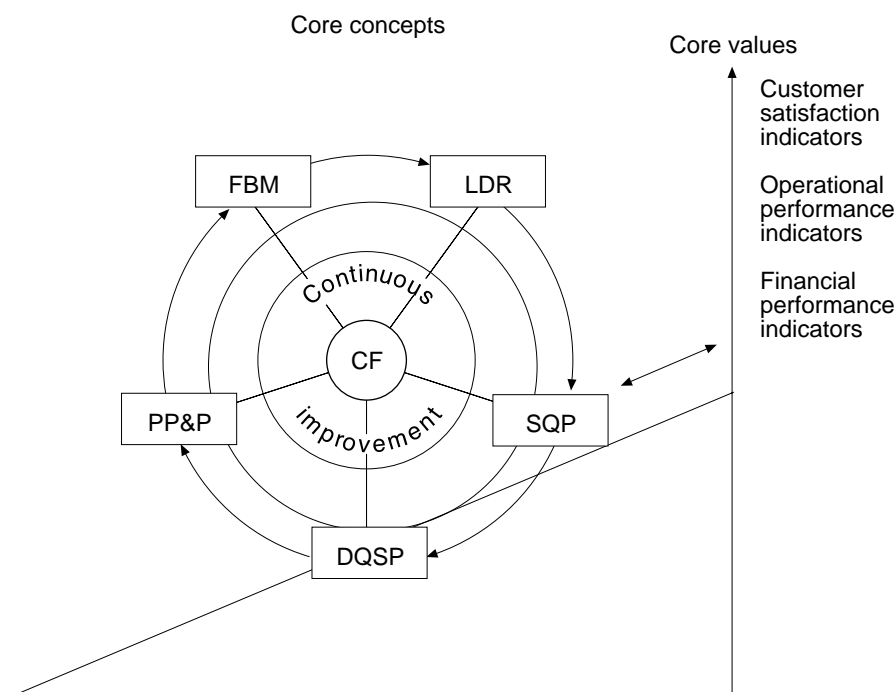 Core concepts
Core values
Customer
satisfaction
indicators
Operational
performance
indicators
Financial
performance
indicators
FBM
LDR
Continuous
CF
improvement
PP&P
SQP
DQSP